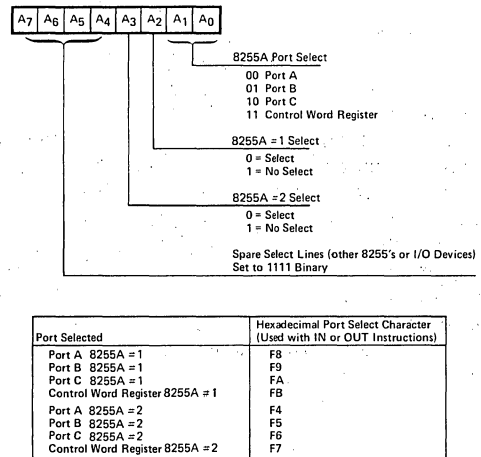 A7 A6 A5 A4 A3 A2 A1 A0
8255A Port Select
00 Port A
01 Port B
10 Port C
11 Control Word Register
8255A =1 Select
0 = Select
1 = No Select
8255A =2 Select
0 = Select
1 = No Select
Spare Select Lines (other 8255's or I/O Devices)
Set to 1111 Binary
Port Selected
Hexadecimal Port Select Character
(Used with IN or OUT Instructions)
Port A 8255A =1 F8
Port B 8255A =1 F9
Port C 8255A =1 FA
Control Word Register 8255A =1 FB
Port A 8255A =2 F4
Port B 8255A =2 F5
Port C 8255A =2 F6
Control Word Register 8255A =2 F7